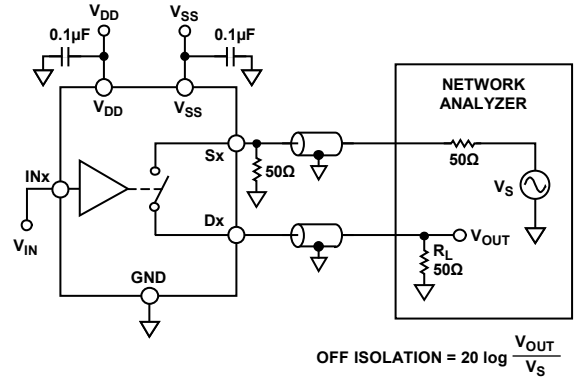 VDD
VSS
0.1µF
0.1µF
VDD
VSS
NETWORK
ANALYZER
Sx
50Ω
50Ω
VS
INx
Dx
VOUT
VIN
RL
50Ω
GND
OFF ISOLATION = 20 log VOUT
VS